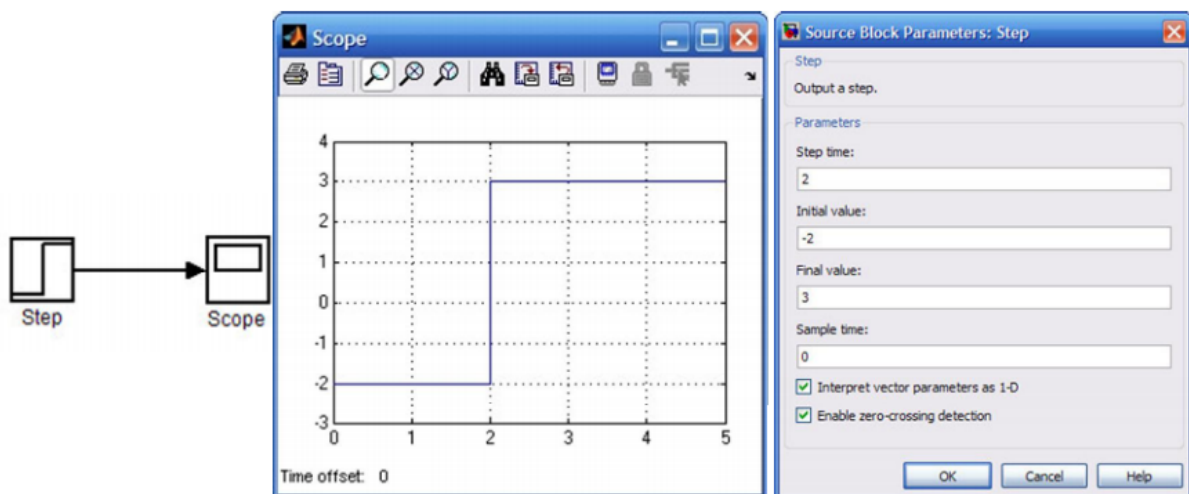 Step
Scope
Scope
4
3
2
1
0
-1
-2
-3
0 1 2 3 4 5
Time offset: 0
Source Block Parameters: Step
Step
Output a step.
Parameters
Step time:
2
Initial value:
-2
Final value:
3
Sample time:
0
Interpret vector parameters as 1-D
Enable zero-crossing detection
OK Cancel Help